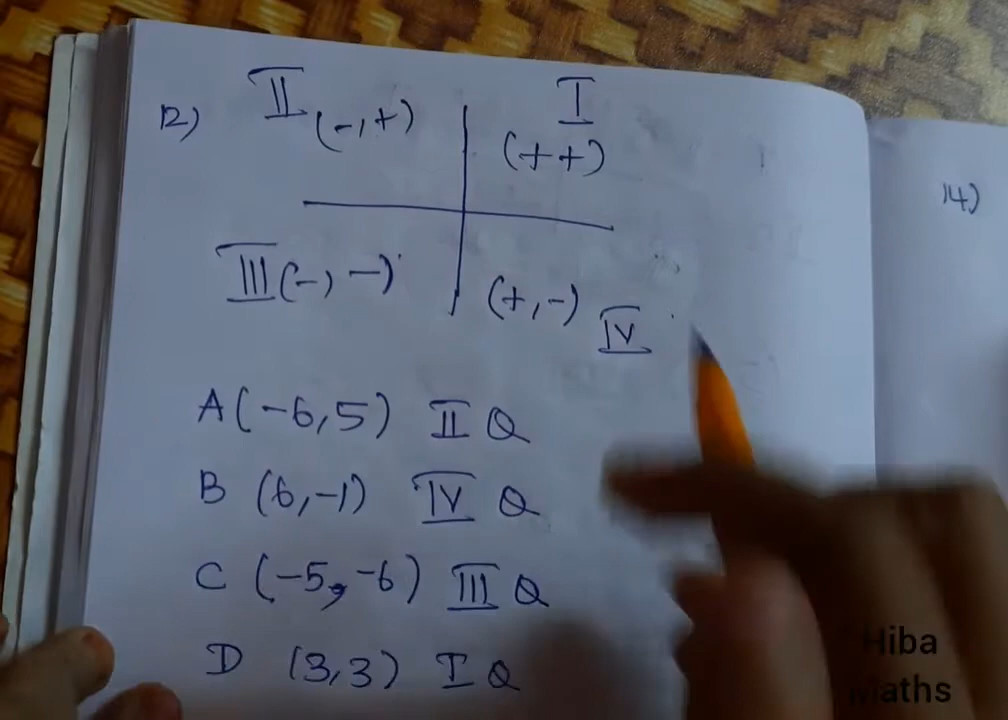 12) II (-,+) I
(++)
14)
III (-, -) (+,-) IV
A (-6,5) II Q
B (6,-1) IV Q
C (-5,-6) III Q
D (3,3) I Q
Hiba
Maths